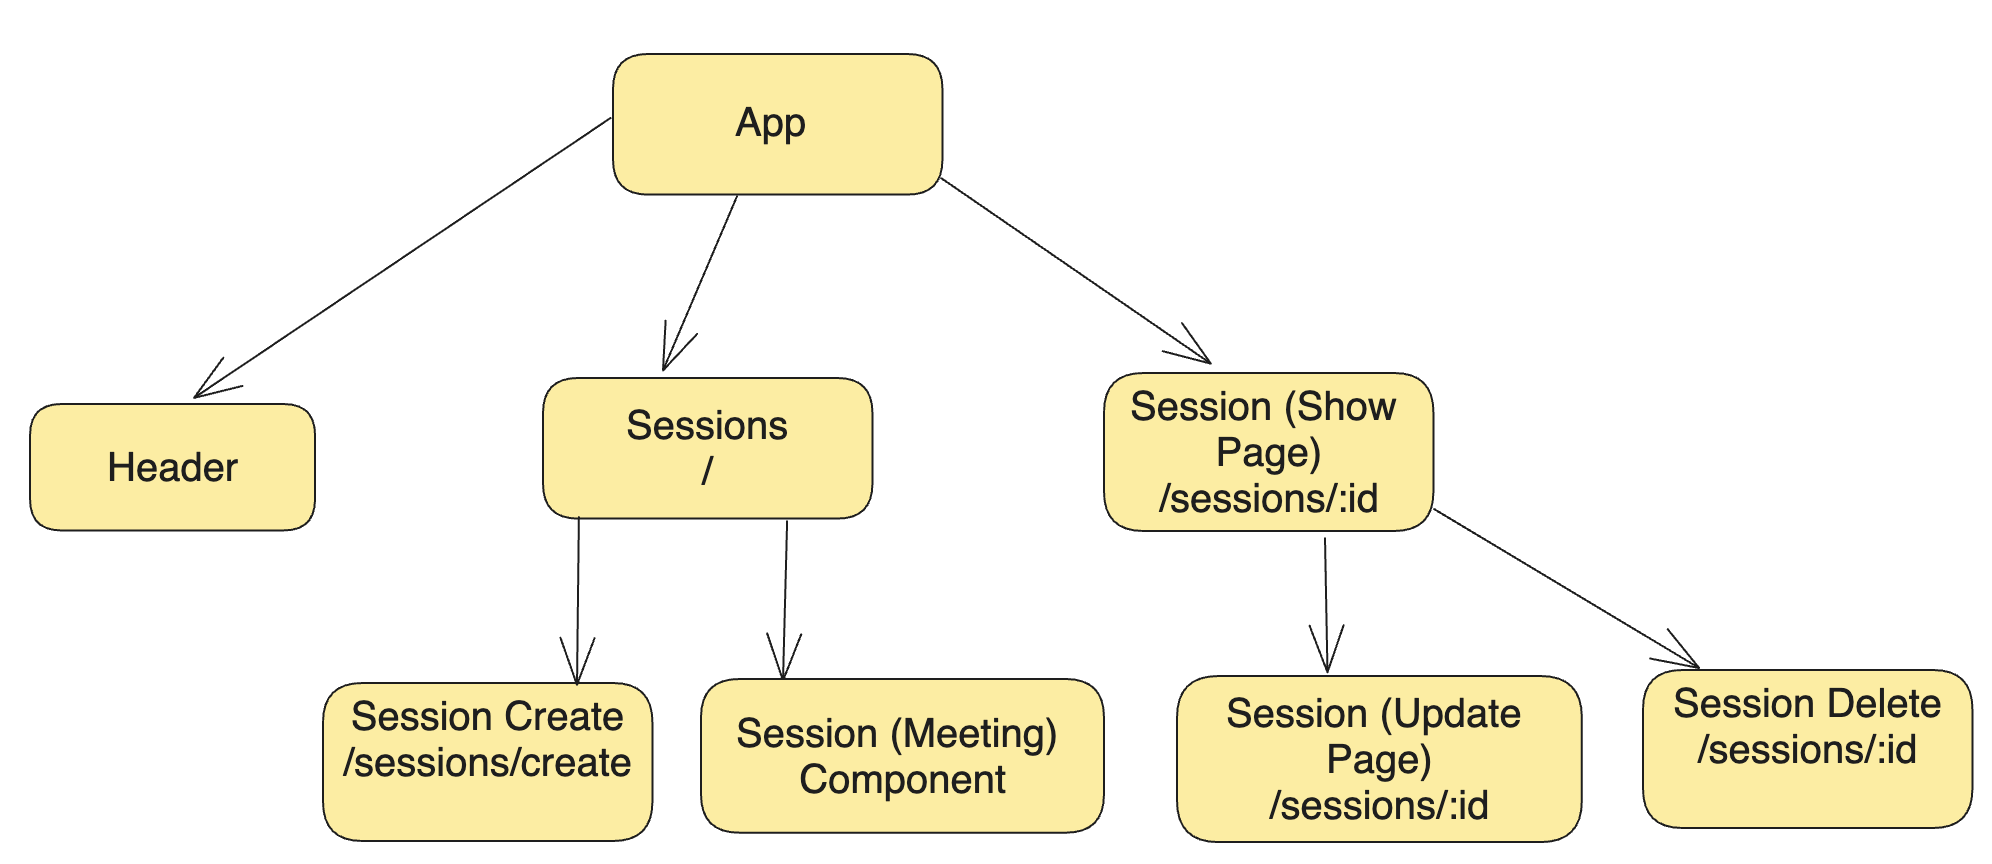 App
Header
Sessions
/
Session (Show
Page)
/sessions/:id
Session Create
/sessions/create
Session (Meeting)
Component
Session (Update
Page)
/sessions/:id
Session Delete
/sessions/:id